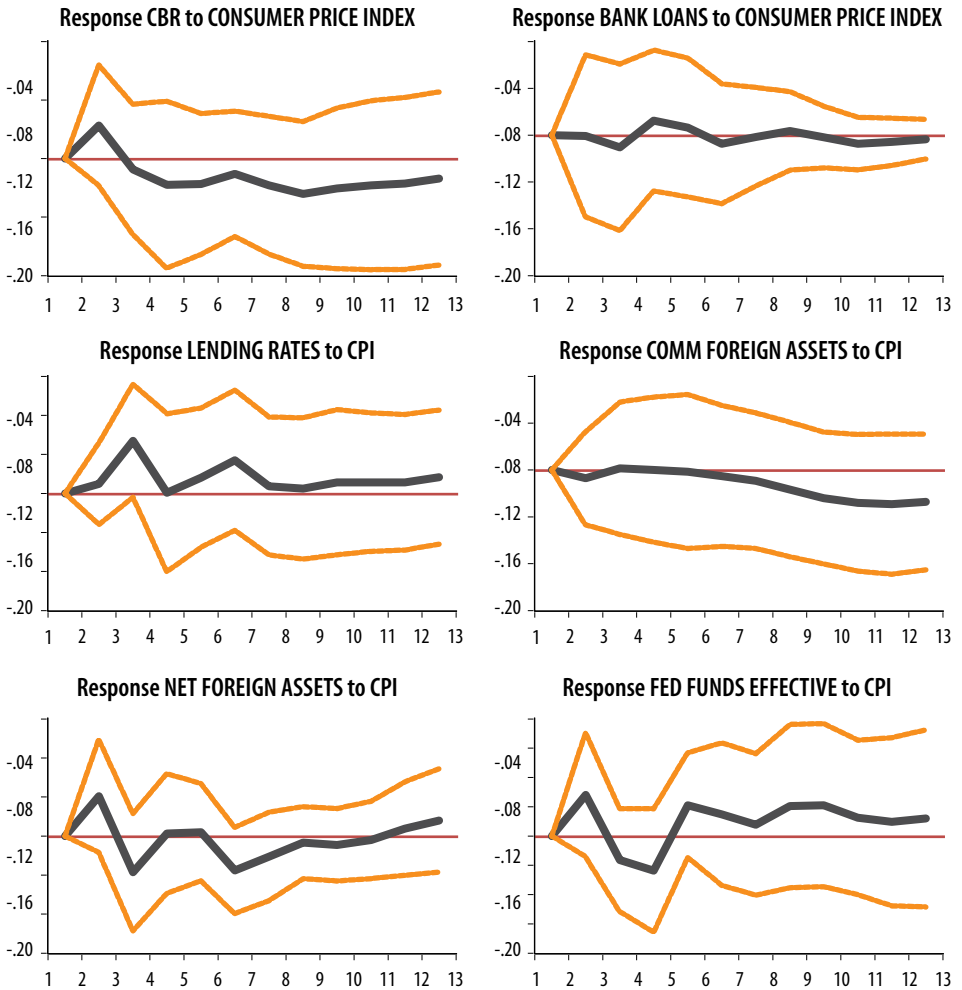 Response CBR to CONSUMER PRICE INDEX
-.04
-.08
-.12
-.16
-.20
1 2 3 4 5 6 7 8 9 10 11 12 13
Response BANK LOANS to CONSUMER PRICE INDEX
-.04
-.08
-.12
-.16
-.20
1 2 3 4 5 6 7 8 9 10 11 12 13
Response LENDING RATES to CPI
-.04
-.08
-.12
-.16
-.20
1 2 3 4 5 6 7 8 9 10 11 12 13
Response COMM FOREIGN ASSETS to CPI
-.04
-.08
-.12
-.16
-.20
1 2 3 4 5 6 7 8 9 10 11 12 13
Response NET FOREIGN ASSETS to CPI
-.04
-.08
-.12
-.16
-.20
1 2 3 4 5 6 7 8 9 10 11 12 13
Response FED FUNDS EFFECTIVE to CPI
-.04
-.08
-.12
-.16
-.20
1 2 3 4 5 6 7 8 9 10 11 12 13